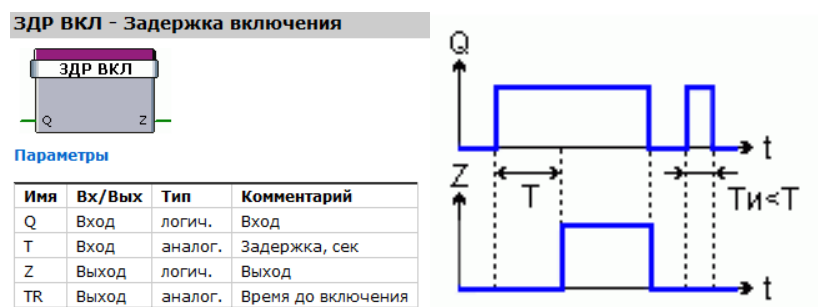 ЗДР ВКЛ - Задержка включения
ЗДР ВКЛ
Q Z
Параметры
Имя Вх/Вых Тип Комментарий
Q Вход логич. Вход
T Вход аналог. Задержка, сек
Z Выход логич. Выход
TR Выход аналог. Время до включения
Q
t
Z
T
Tи<T
t